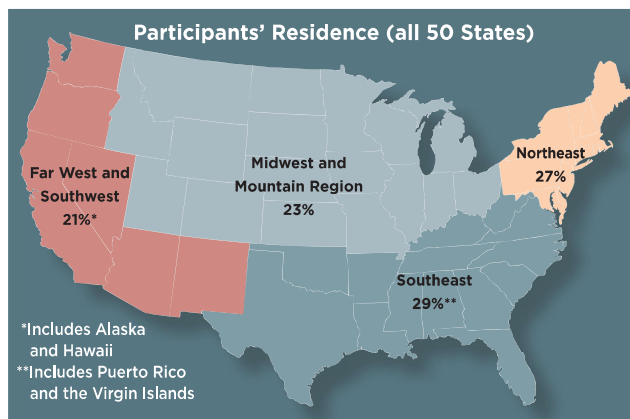 Participants’ Residence (all 50 States)
Far West and
Southwest
21%*
Midwest and
Mountain Region
23%
Northeast
27%
Southeast
29%**
*Includes Alaska
and Hawaii
**Includes Puerto Rico
and the Virgin Islands